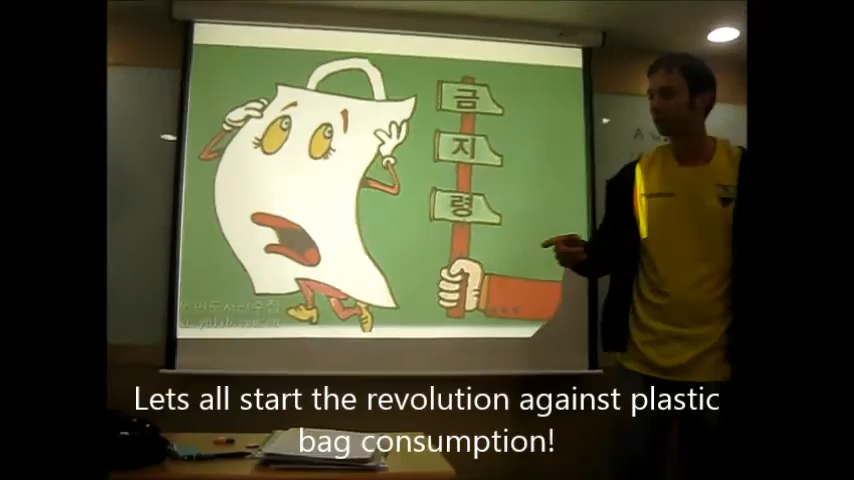 금
지
령
A
Lets all start the revolution against plastic
bag consumption!